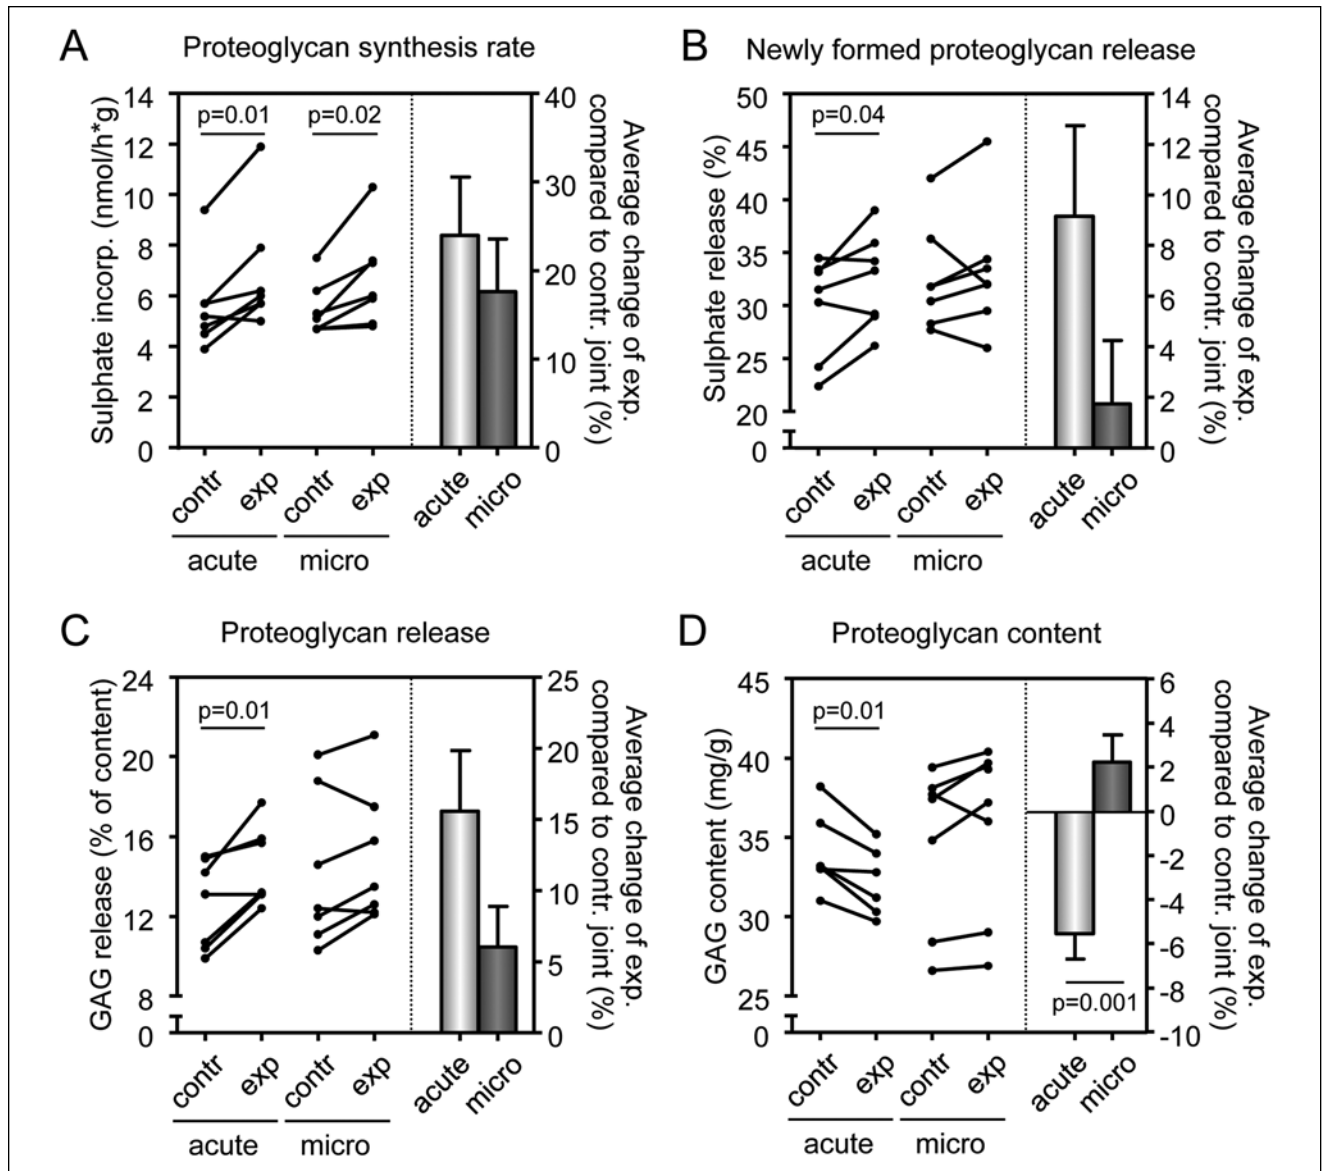 A Proteoglycan synthesis rate
Sulphate incorp. (nmol/h*g)
14
12
10
8
6
4
2
0
p=0.01
p=0.02
40
30
20
10
0
Average change of exp.
compared to contr. joint (%)
contr
exp
contr
exp
acute
micro
acute
micro
B Newly formed proteoglycan release
Sulphate release (%)
50
45
40
35
30
25
20
0
p=0.04
14
12
10
8
6
4
2
0
Average change of exp.
compared to contr. joint (%)
contr
exp
contr
exp
acute
micro
acute
micro
C Proteoglycan release
GAG release (% of content)
24
20
16
12
8
0
p=0.01
25
20
15
10
5
0
Average change of exp.
compared to contr. joint (%)
contr
exp
contr
exp
acute
micro
acute
micro
D Proteoglycan content
GAG content (mg/g)
45
40
35
30
25
0
p=0.01
p=0.001
6
4
2
0
-2
-4
-6
-8
-10
Average change of exp.
compared to contr. joint (%)
contr
exp
contr
exp
acute
micro
acute
micro